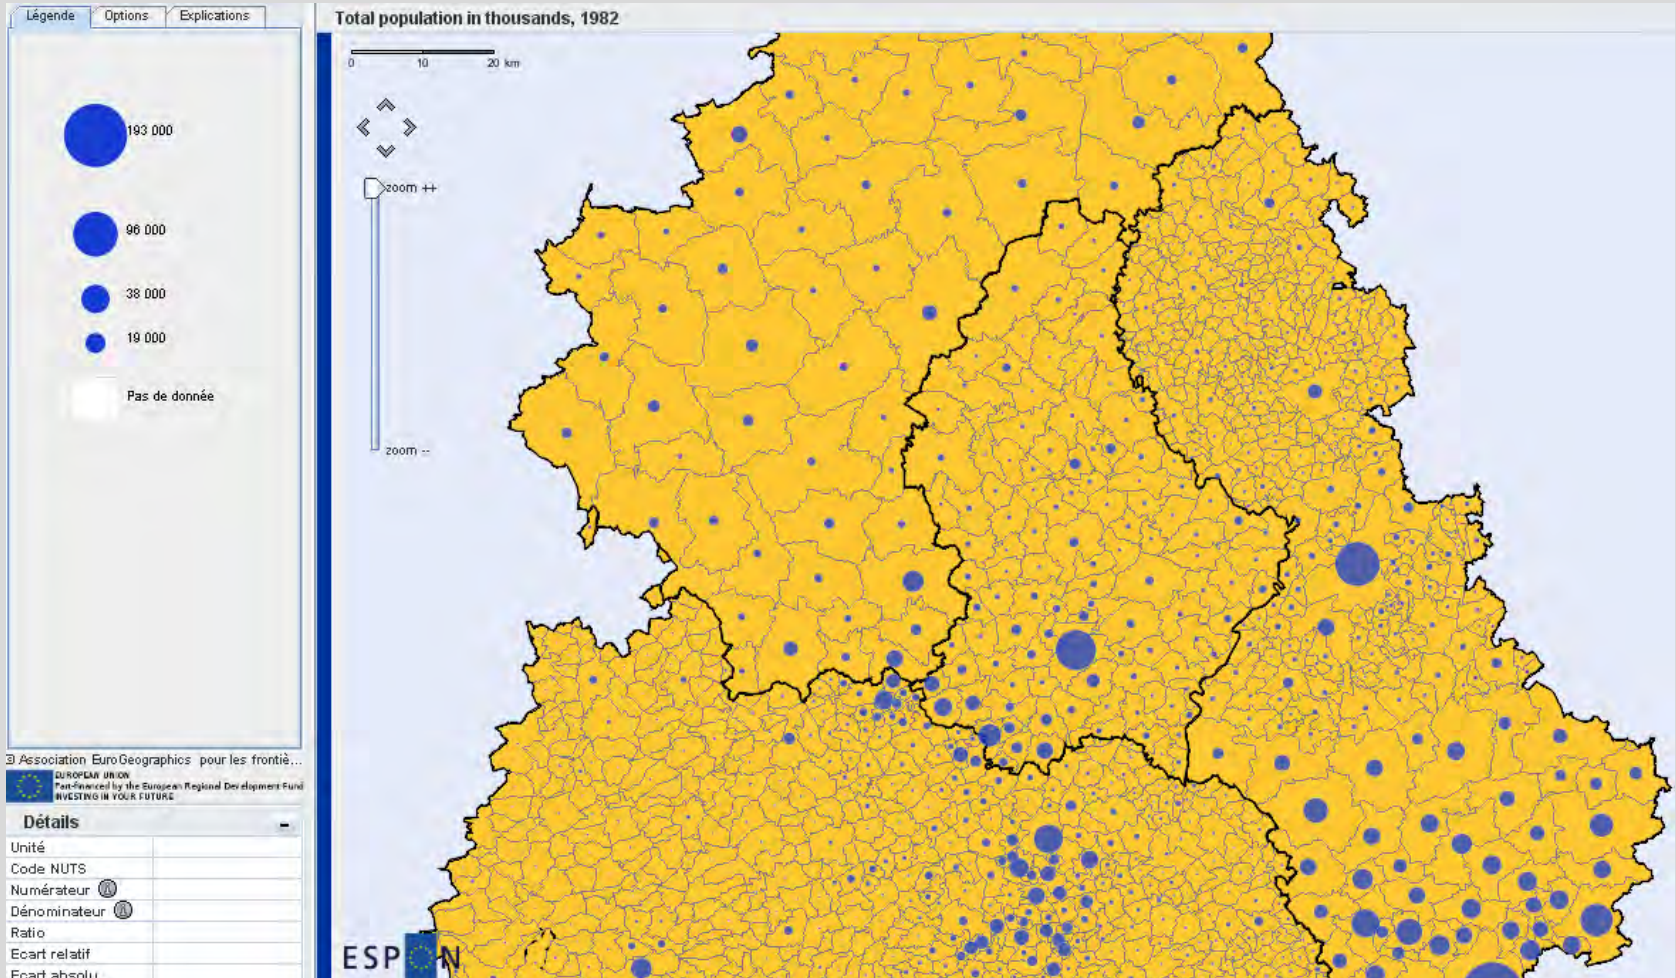 Légende Options Explications
Total population in thousands, 1982
0 10 20 km
193 000
zoom ++
96 000
38 000
19 000
Pas de donnée
zoom --
Association EuroGeographics pour les frontiè...
EUROPEAN UNION
Part-financed by the European Regional Development Fund
INVESTING IN YOUR FUTURE
Détails -
Unité
Code NUTS
Numérateur
Dénominateur
Ratio
Ecart relatif
Ecart absolu
ESP N